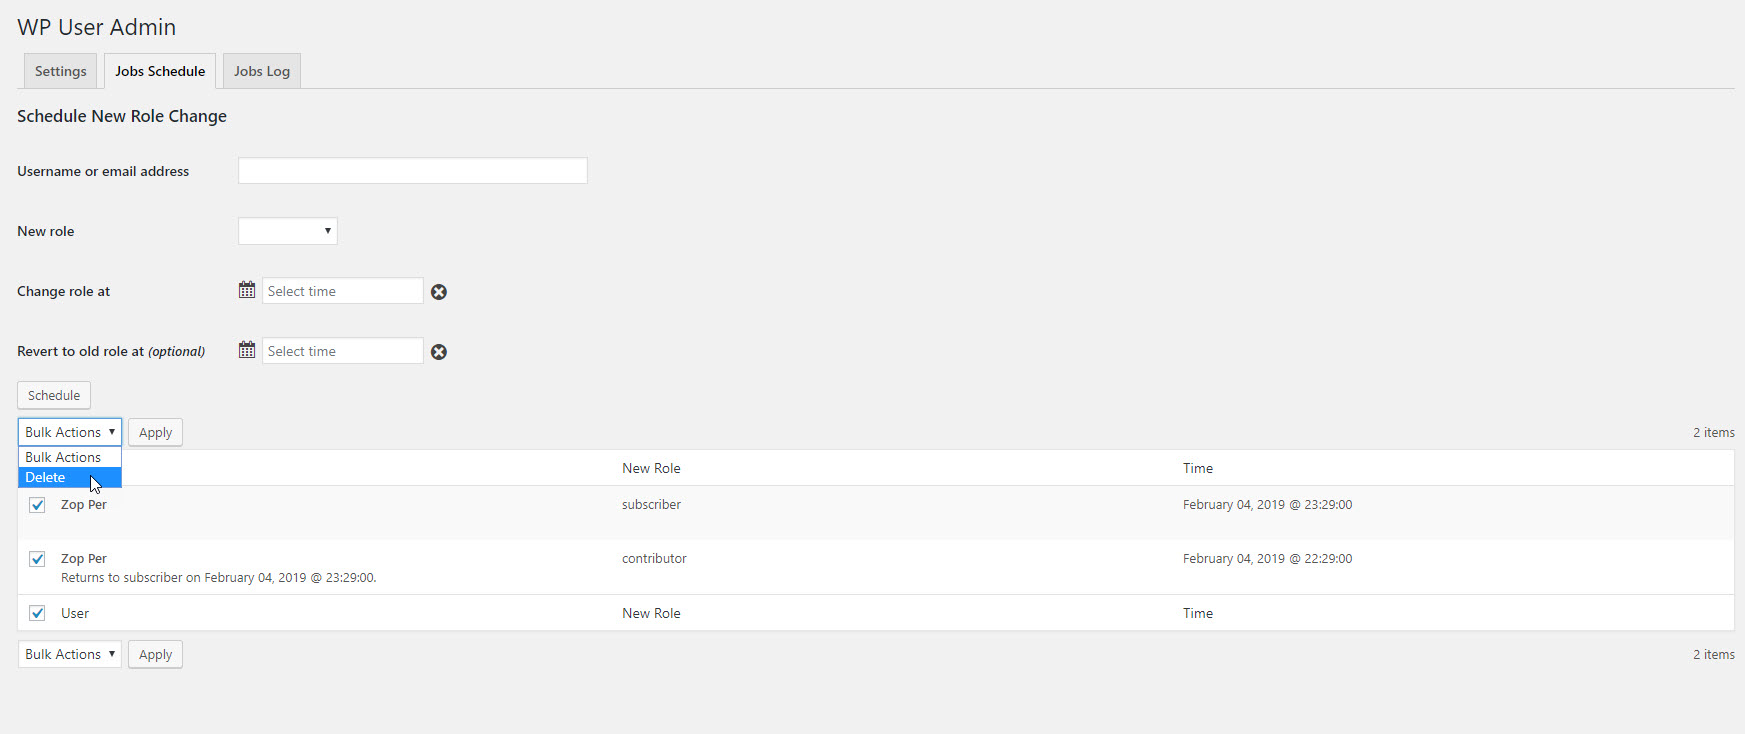 WP User Admin
Settings Jobs Schedule Jobs Log
Schedule New Role Change
Username or email address
New role
Change role at Select time
Revert to old role at (optional) Select time
Schedule
Bulk Actions Apply 2 items
Bulk Actions
Delete
New Role Time
Zop Per subscriber February 04, 2019 @ 23:29:00
Zop Per contributor February 04, 2019 @ 22:29:00
Returns to subscriber on February 04, 2019 @ 23:29:00.
User New Role Time
Bulk Actions Apply 2 items